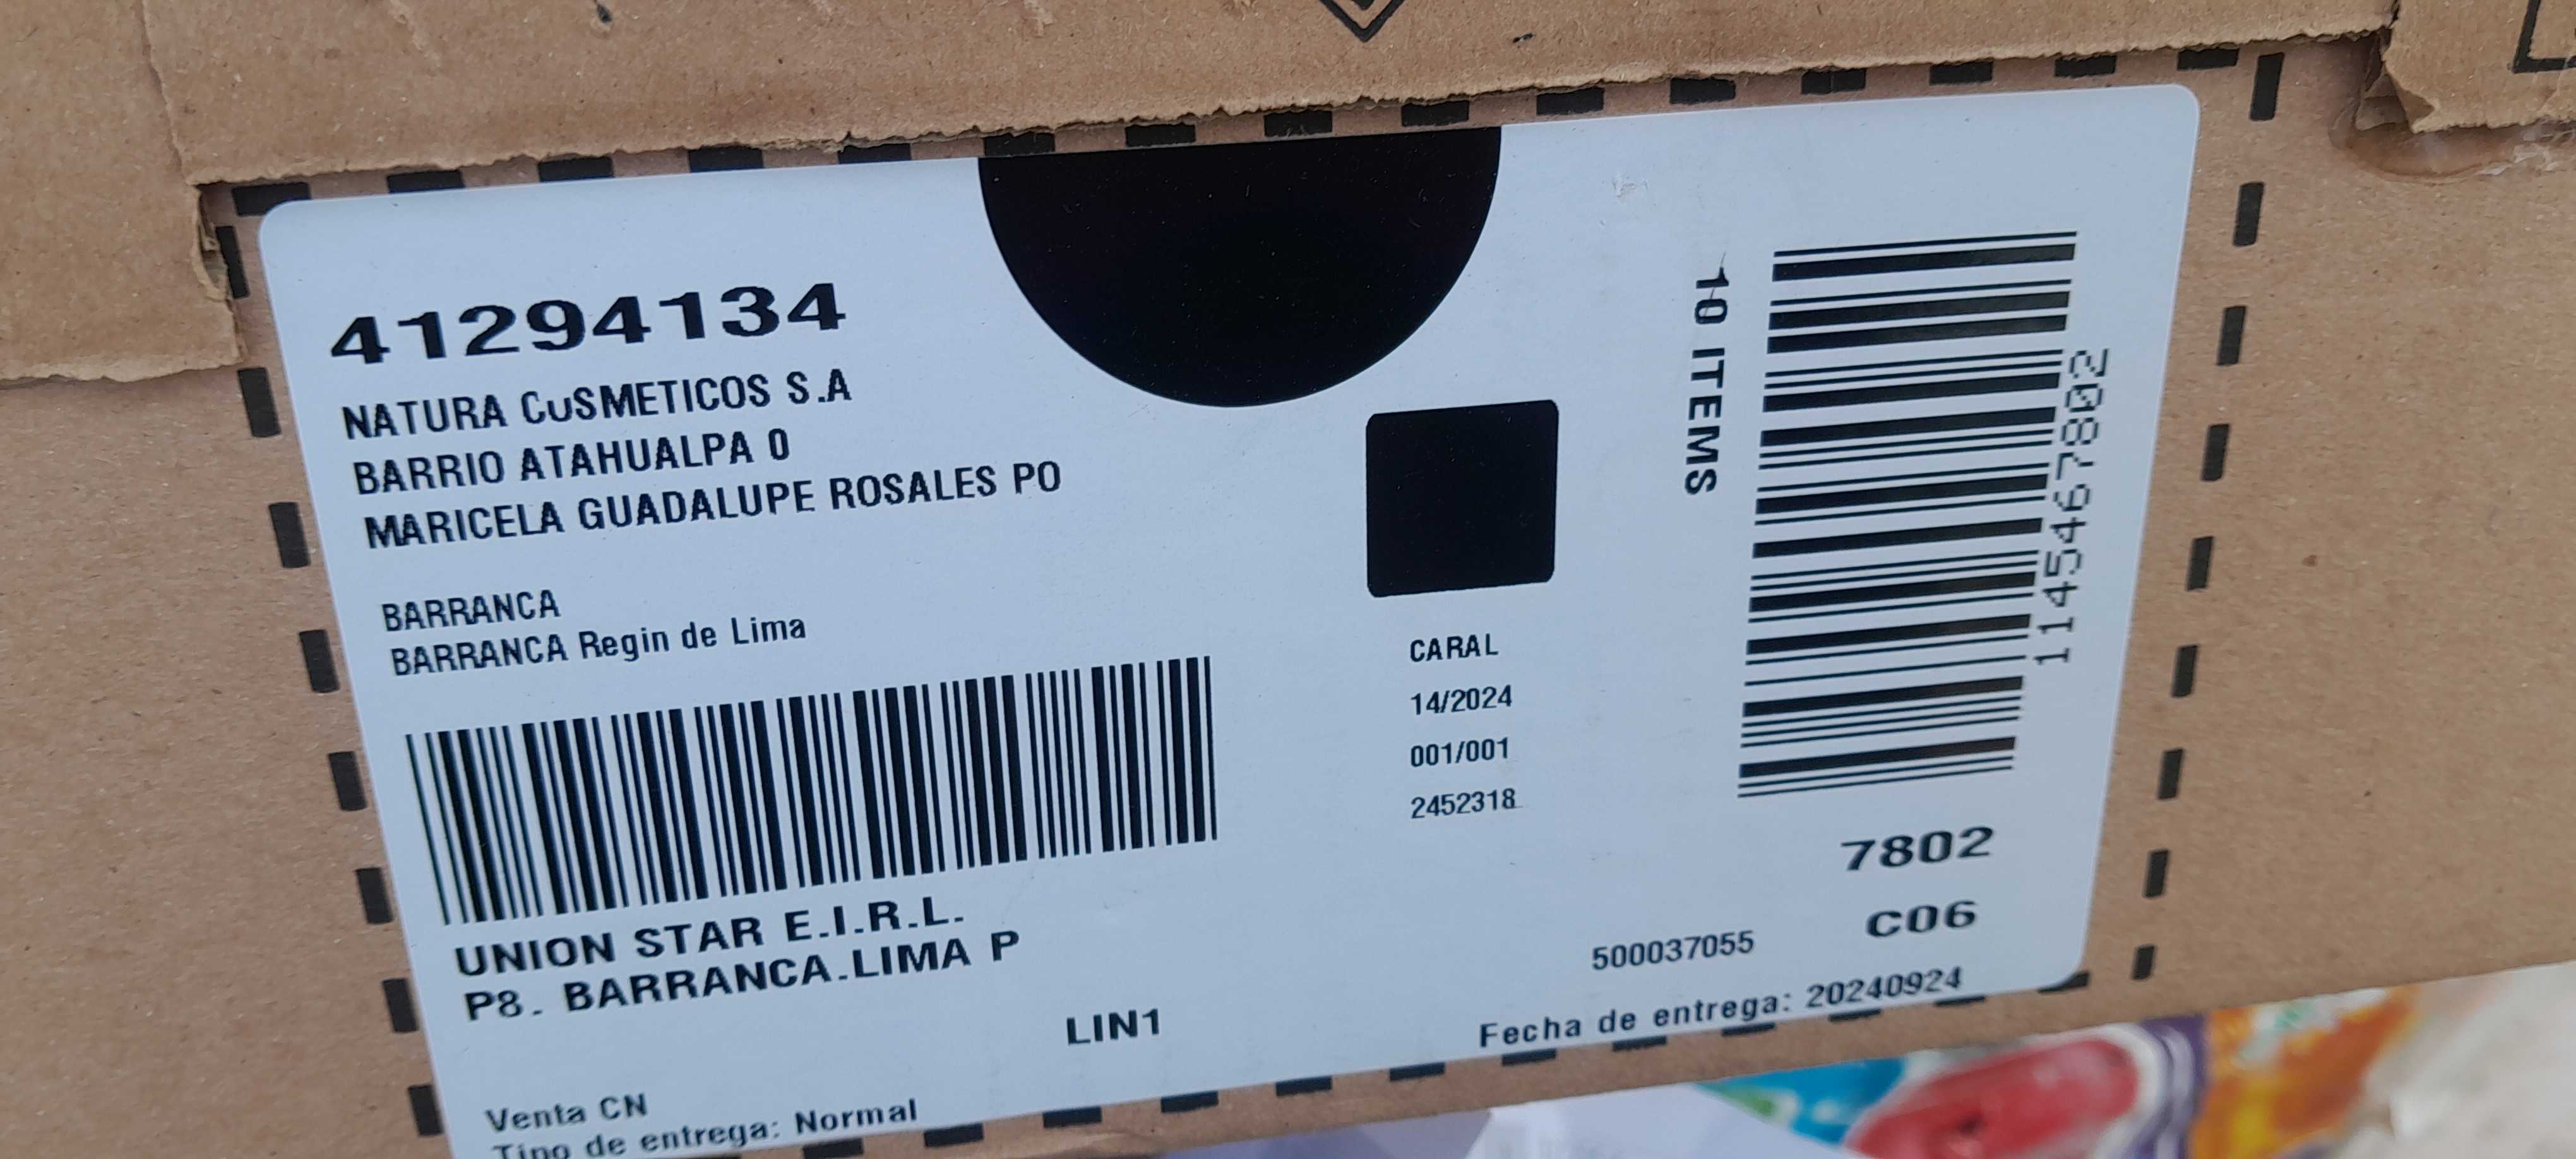 41294134
NATURA CuSMETICOS S.A
BARRIO ATAHUALPA 0
MARICELA GUADALUPE ROSALES PO
BARRANCA
BARRANCA Regin de Lima
UNION STAR E.I.R.L.
P8. BARRANCA.LIMA P
LIN1
Venta CN
Tipo de entrega: Normal
CARAL
14/2024
001/001
2452318
10 ITEMS
1145467802
7802
C06
500037055
Fecha de entrega: 20240924